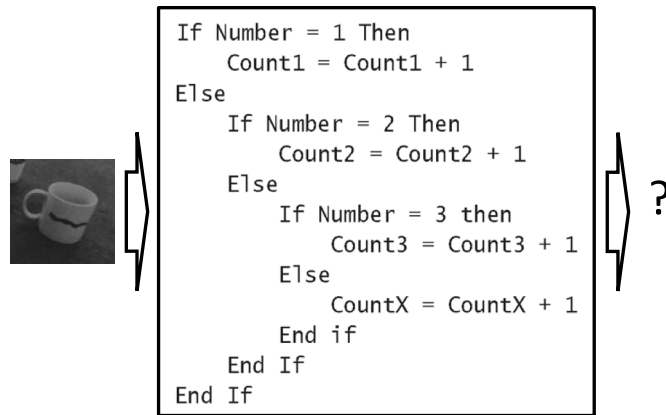 If Number = 1 Then
Count1 = Count1 + 1
Else
If Number = 2 Then
Count2 = Count2 + 1
Else
If Number = 3 then
Count3 = Count3 + 1
Else
CountX = CountX + 1
End if
End If
End If
?